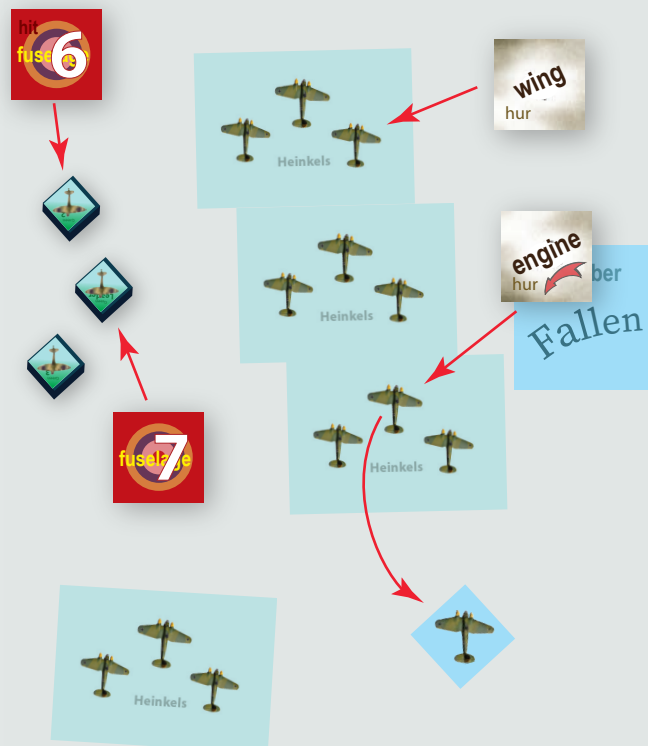 hit
fuselage
6
wing
hur
Heinkels
engine
hur
ber
Fallen
Heinkels
Heinkels
fuselage
7
Heinkels